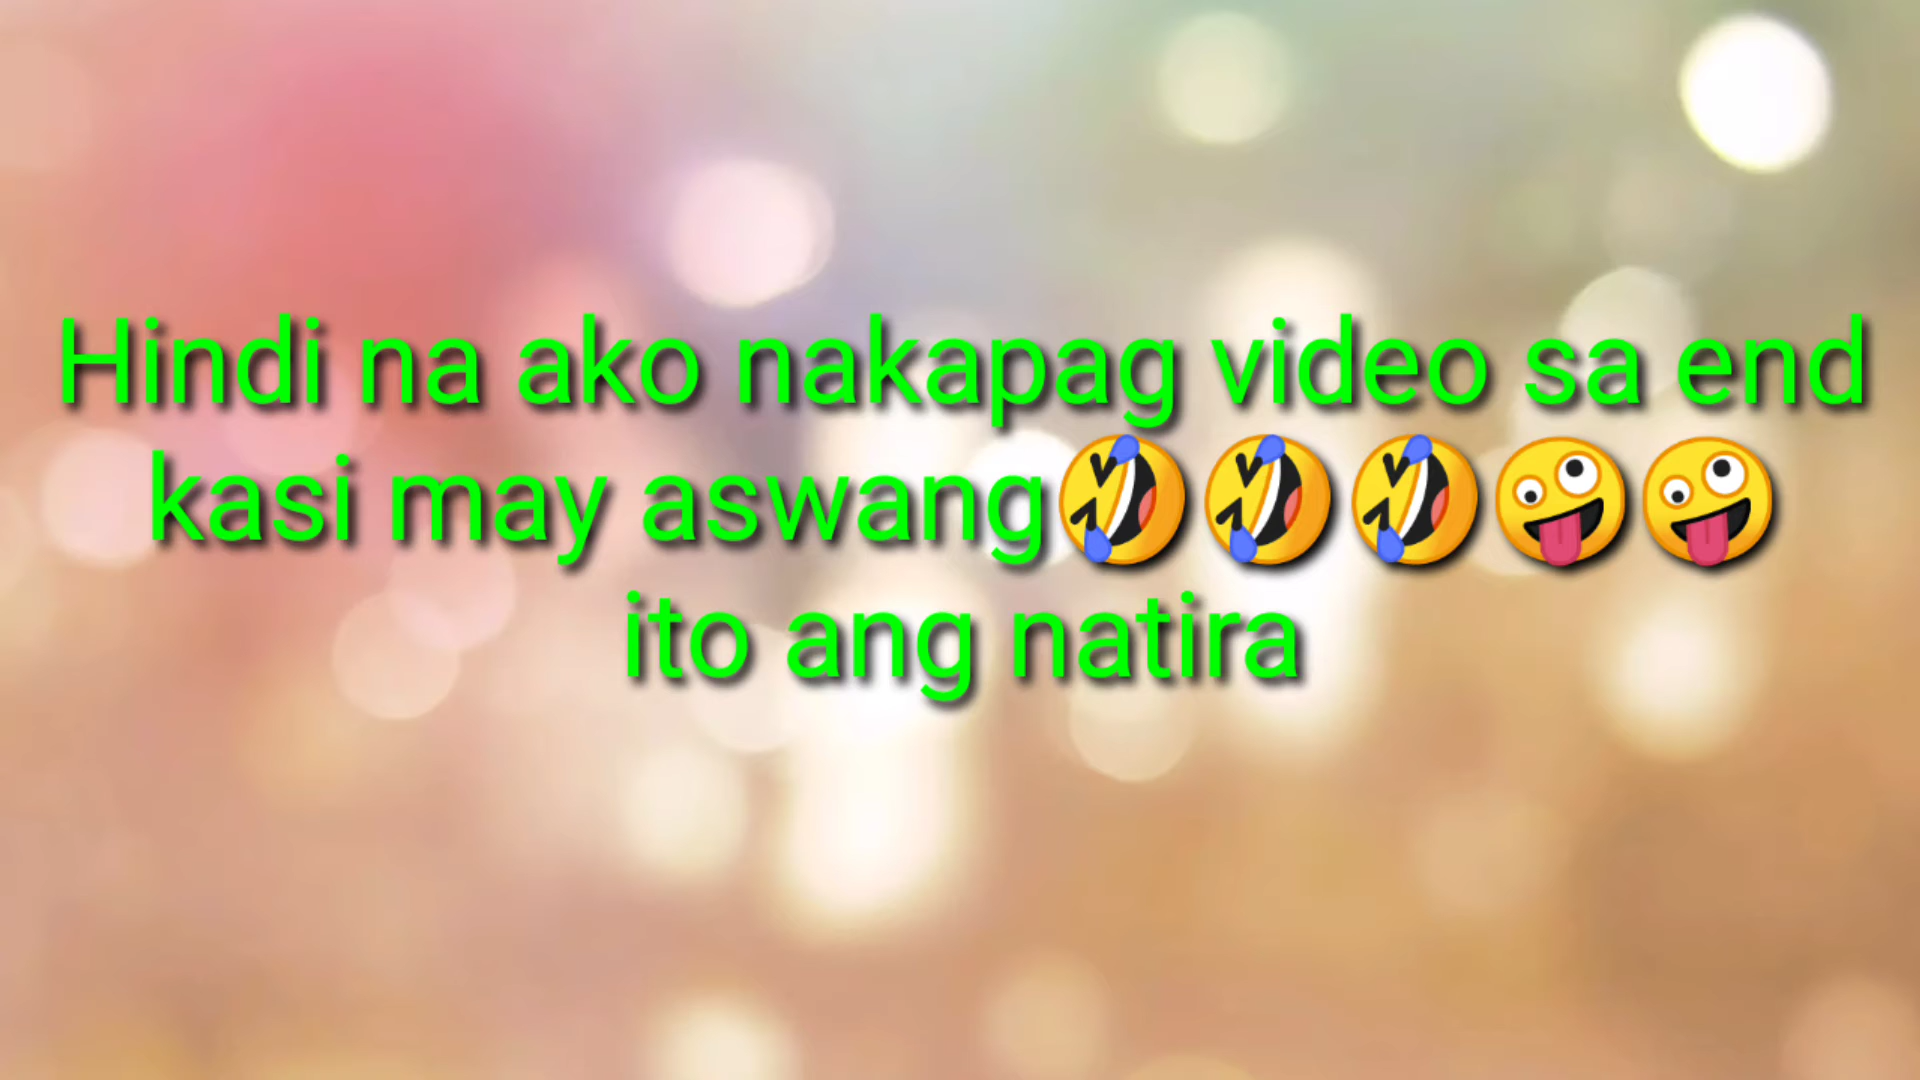 Hindi na ako nakapag video sa end
kasi may aswang🤣🤣🤣🤪🤪
ito ang natira